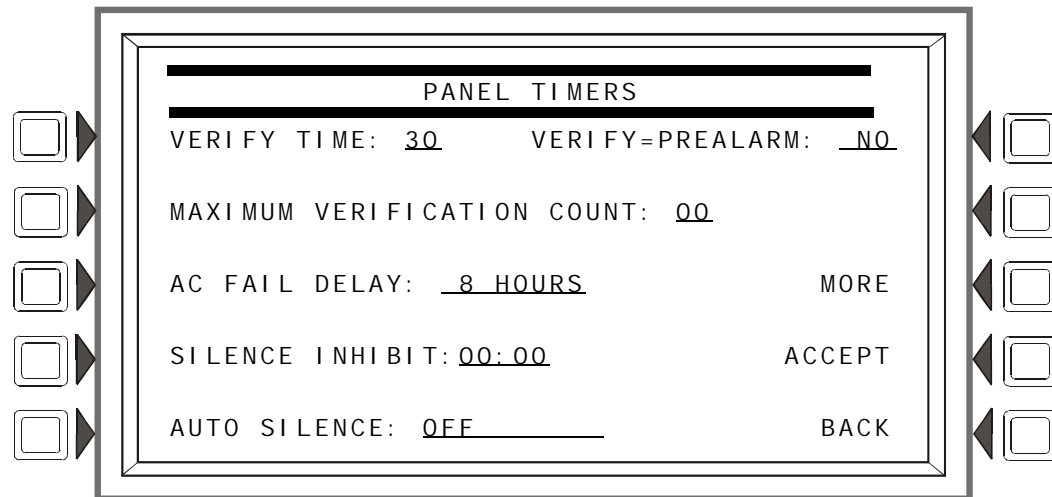 PANEL TIMERS
VERIFY TIME: 30 VERIFY=PREALARM: NO
MAXIMUM VERIFICATION COUNT: 00
AC FAIL DELAY: 8 HOURS MORE
SILENCE INHIBIT: 00:00 ACCEPT
AUTO SILENCE: OFF BACK